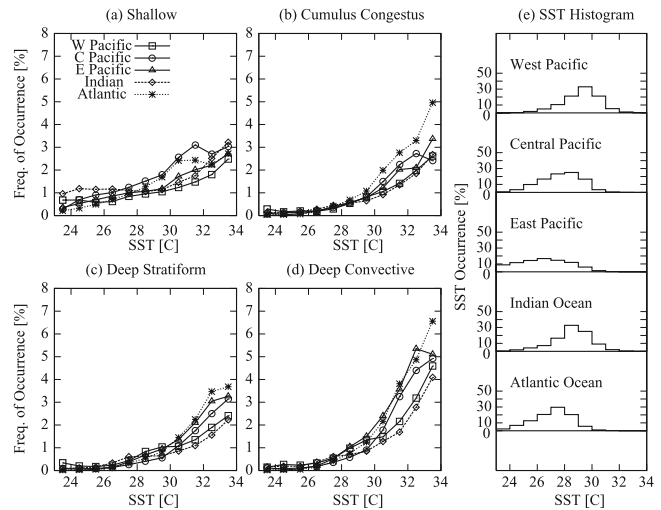 (a) Shallow
(b) Cumulus Congestus
(e) SST Histogram
Freq. of Occurrence [%]
8
7
6
5
4
3
2
1
0
W Pacific
C Pacific
E Pacific
Indian
Atlantic
24 26 28 30 32 34
SST [C]
8
7
6
5
4
3
2
1
0
24 26 28 30 32 34
SST [C]
(c) Deep Stratiform
(d) Deep Convective
Freq. of Occurrence [%]
8
7
6
5
4
3
2
1
0
24 26 28 30 32 34
SST [C]
8
7
6
5
4
3
2
1
0
24 26 28 30 32 34
SST [C]
SST Occurrence [%]
West Pacific
50
30
10
Central Pacific
50
30
10
East Pacific
50
30
10
Indian Ocean
50
30
10
Atlantic Ocean
50
30
10
24 26 28 30 32 34
SST [C]